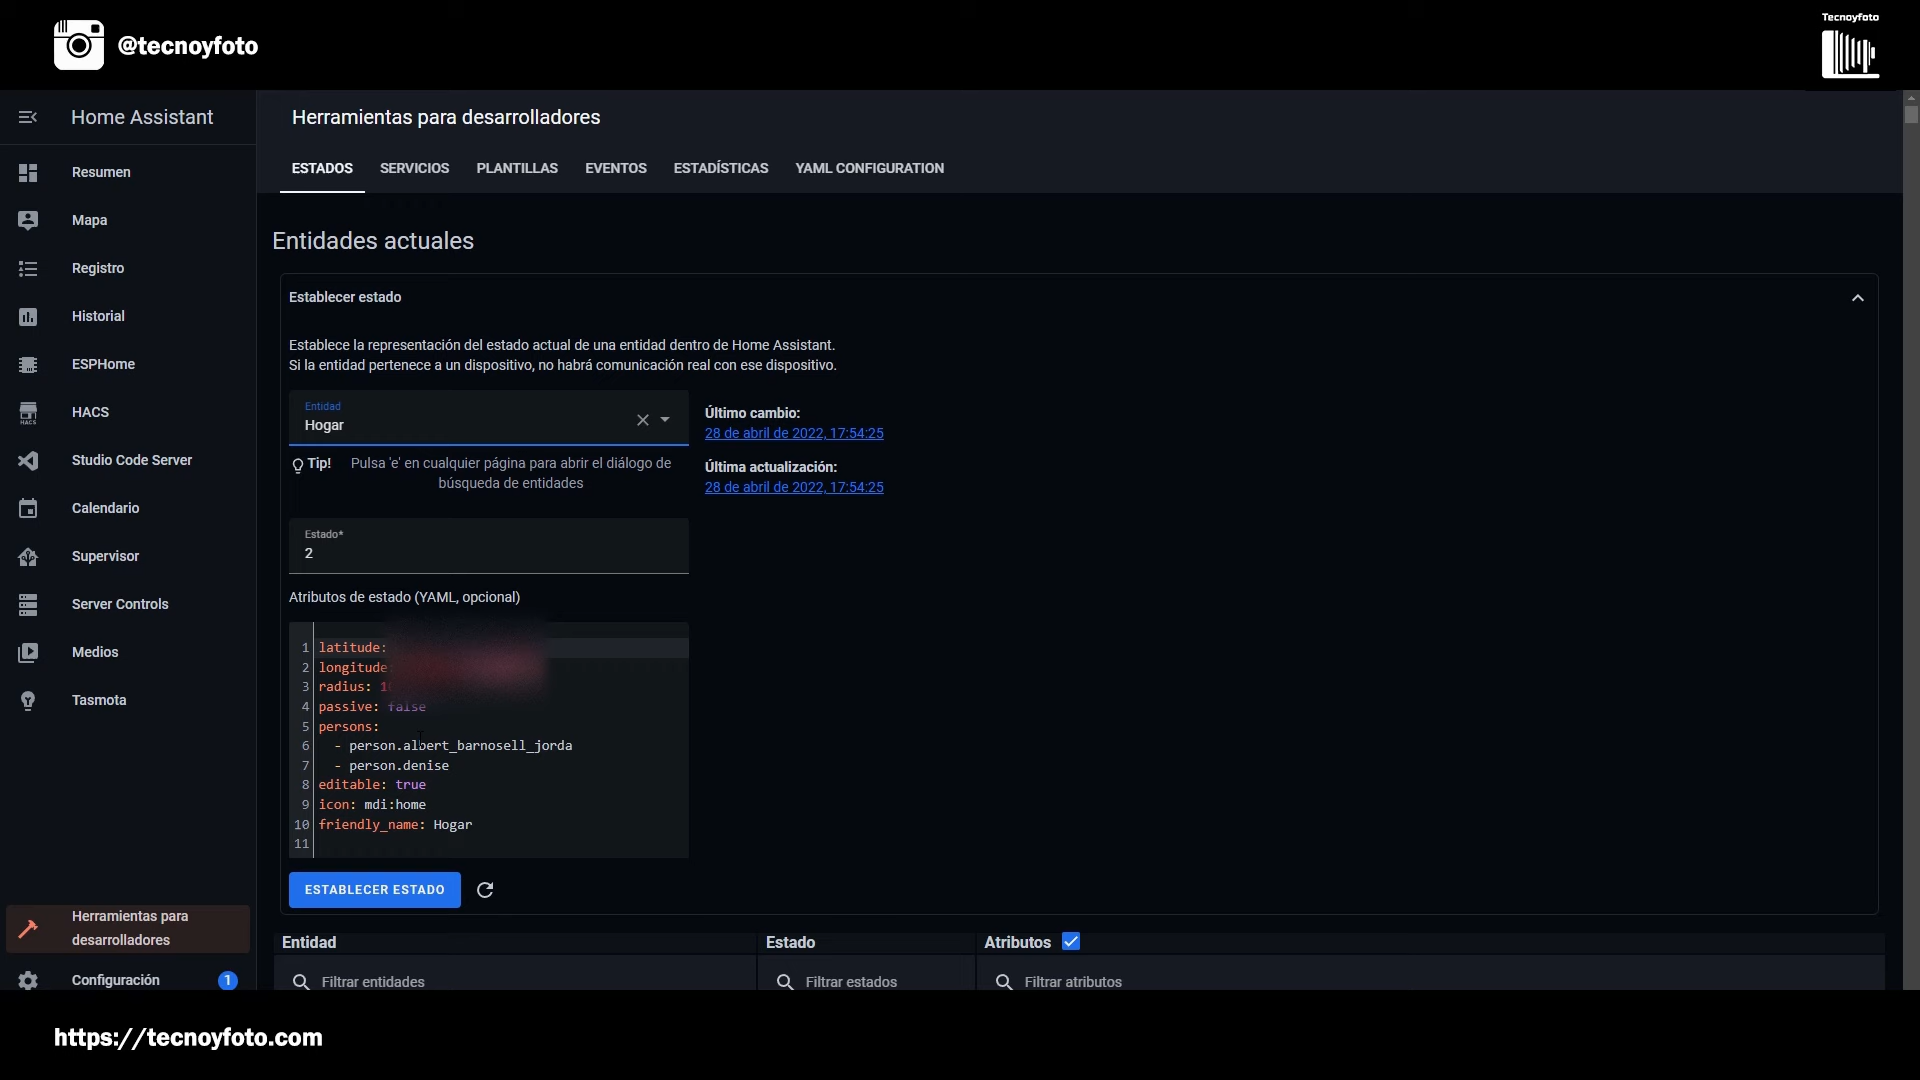 @tecnoyfoto
Tecnoyfoto
Home Assistant
Resumen
Mapa
Registro
Historial
ESPHome
HACS
HACS
Studio Code Server
Calendario
Supervisor
Server Controls
Medios
Tasmota
Herramientas para
desarrolladores
Configuración
1
Herramientas para desarrolladores
ESTADOS SERVICIOS PLANTILLAS EVENTOS ESTADÍSTICAS YAML CONFIGURATION
Entidades actuales
Establecer estado
Establece la representación del estado actual de una entidad dentro de Home Assistant.
Si la entidad pertenece a un dispositivo, no habrá comunicación real con ese dispositivo.
Entidad
Hogar
Tip! Pulsa 'e' en cualquier página para abrir el diálogo de
búsqueda de entidades
Último cambio:
28 de abril de 2022, 17:54:25
Última actualización:
28 de abril de 2022, 17:54:25
Estado*
2
Atributos de estado (YAML, opcional)
1 latitude:
2 longitude
3 radius:
4 passive: false
5 persons:
6 - person.albert_barnosell_jorda
7 - person.denise
8 editable: true
9 icon: mdi:home
10 friendly_name: Hogar
11
ESTABLECER ESTADO
Entidad Estado Atributos
Filtrar entidades Filtrar estados Filtrar atributos
https://tecnoyfoto.com